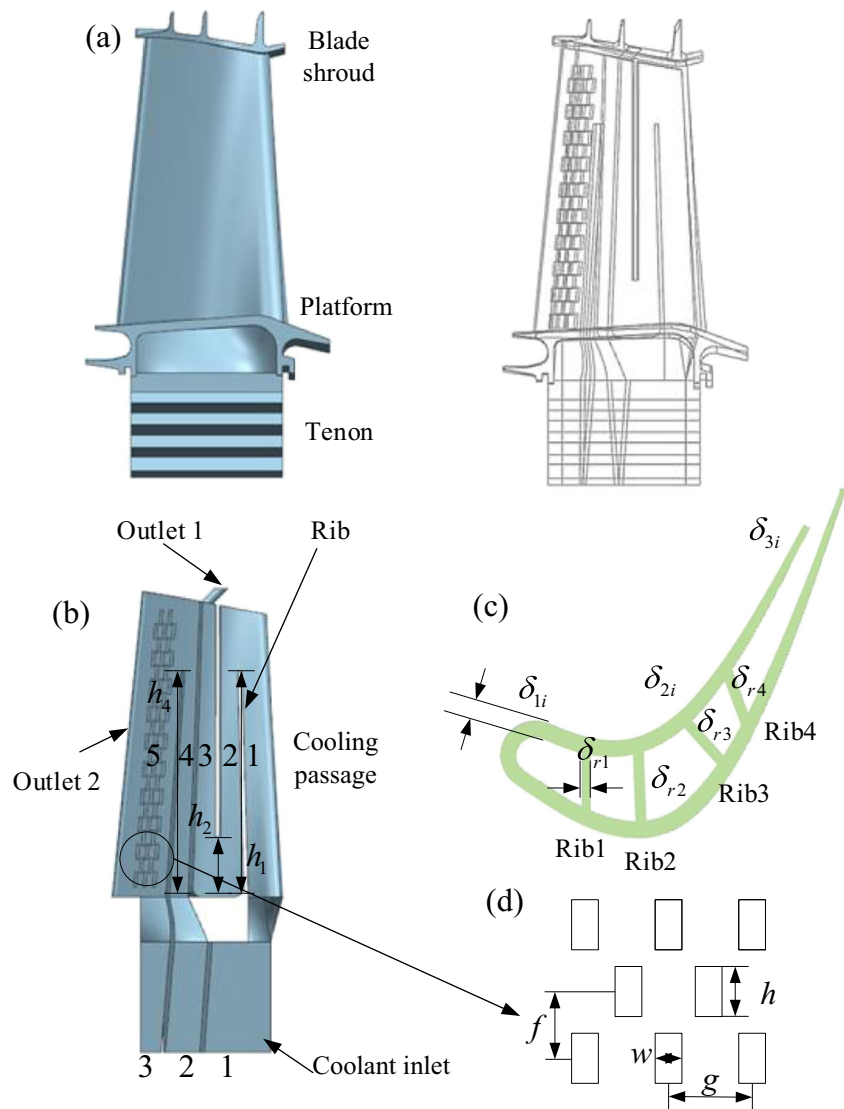 (a)
Blade
shroud
Platform
Tenon
Outlet 1
Rib
(b)
h₄
5 4 3 2 1
Cooling
passage
Outlet 2
h₂
h₁
Coolant inlet
3 2 1
(c)
δ₃ᵢ
δ₁ᵢ
δ₂ᵢ
δᵣ₄
δᵣ₃
Rib4
δᵣ₁
δᵣ₂
Rib3
Rib1
Rib2
(d)
h
f
w
g